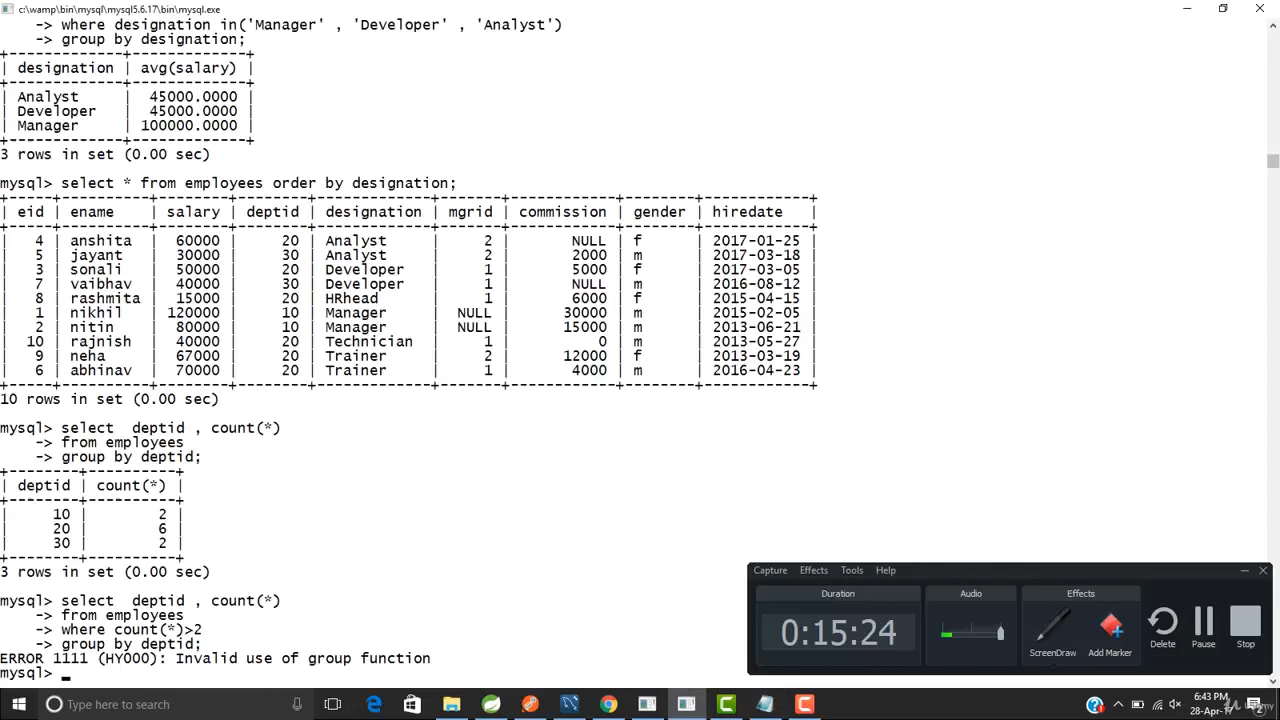 c:\wamp\bin\mysql\mysql5.6.17\bin\mysql.exe
    -> where designation in('Manager' , 'Developer' , 'Analyst')
    -> group by designation;
+-------------+-------------+
| designation | avg(salary) |
+-------------+-------------+
| Analyst     |  45000.0000 |
| Developer   |  45000.0000 |
| Manager     | 100000.0000 |
+-------------+-------------+
3 rows in set (0.00 sec)
mysql> select * from employees order by designation;
+-----+----------+--------+--------+-------------+-------+------------+--------+------------+
| eid | ename    | salary | deptid | designation | mgrid | commission | gender | hiredate   |
+-----+----------+--------+--------+-------------+-------+------------+--------+------------+
|   4 | anshita  |  60000 |     20 | Analyst     |     2 |       NULL | f      | 2017-01-25 |
|   5 | jayant   |  30000 |     30 | Analyst     |     2 |       2000 | m      | 2017-03-18 |
|   3 | sonali   |  50000 |     20 | Developer   |     1 |       5000 | f      | 2017-03-05 |
|   7 | vaibhav  |  40000 |     30 | Developer   |     1 |       NULL | m      | 2016-08-12 |
|   8 | rashmita |  15000 |     20 | HRhead      |     1 |       6000 | f      | 2015-04-15 |
|   1 | nikhil   | 120000 |     10 | Manager     |  NULL |      30000 | m      | 2015-02-05 |
|   2 | nitin    |  80000 |     10 | Manager     |  NULL |      15000 | m      | 2013-06-21 |
|  10 | rajnish  |  40000 |     20 | Technician  |     1 |          0 | m      | 2013-05-27 |
|   9 | neha     |  67000 |     20 | Trainer     |     2 |      12000 | f      | 2013-03-19 |
|   6 | abhinav  |  70000 |     20 | Trainer     |     1 |       4000 | m      | 2016-04-23 |
+-----+----------+--------+--------+-------------+-------+------------+--------+------------+
10 rows in set (0.00 sec)
mysql> select  deptid , count(*)
    -> from employees
    -> group by deptid;
+--------+----------+
| deptid | count(*) |
+--------+----------+
|     10 |        2 |
|     20 |        6 |
|     30 |        2 |
+--------+----------+
3 rows in set (0.00 sec)
mysql> select  deptid , count(*)
    -> from employees
    -> where count(*)>2
    -> group by deptid;
ERROR 1111 (HY000): Invalid use of group function
mysql> _
Capture Effects Tools Help
Duration Audio Effects
0:15:24
ScreenDraw Add Marker Delete Pause Stop
Type here to search
6:43 PM
28-Apr-17